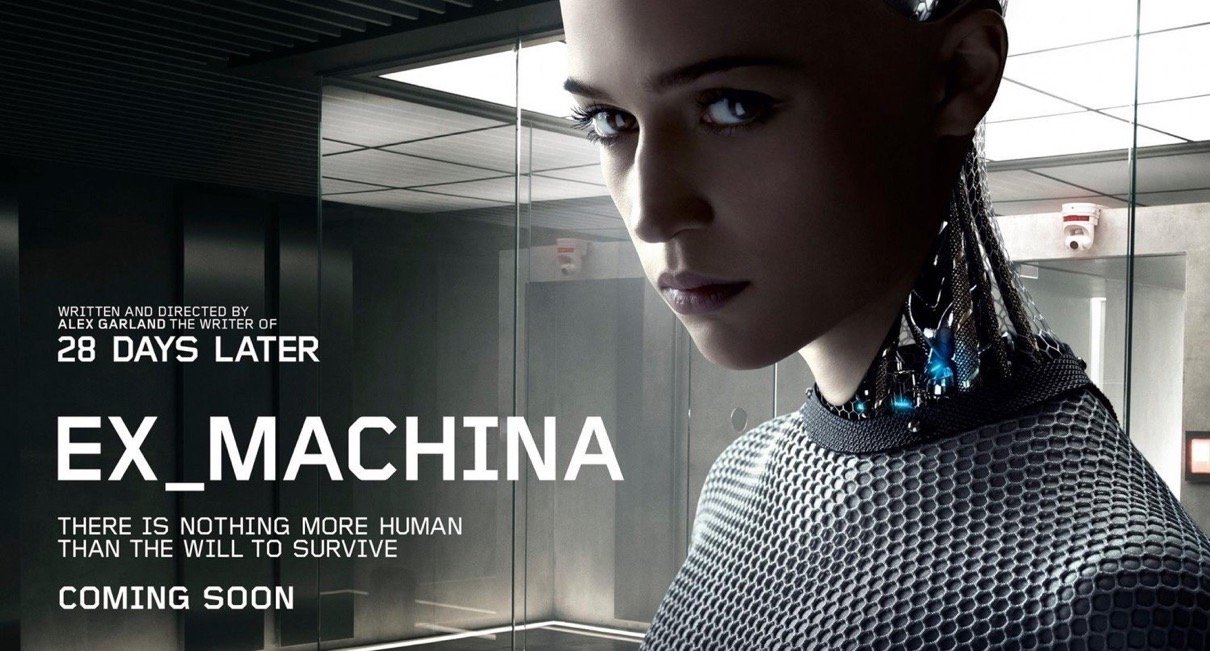 WRITTEN AND DIRECTED BY
ALEX GARLAND THE WRITER OF
28 DAYS LATER
EX_MACHINA
THERE IS NOTHING MORE HUMAN
THAN THE WILL TO SURVIVE
COMING SOON